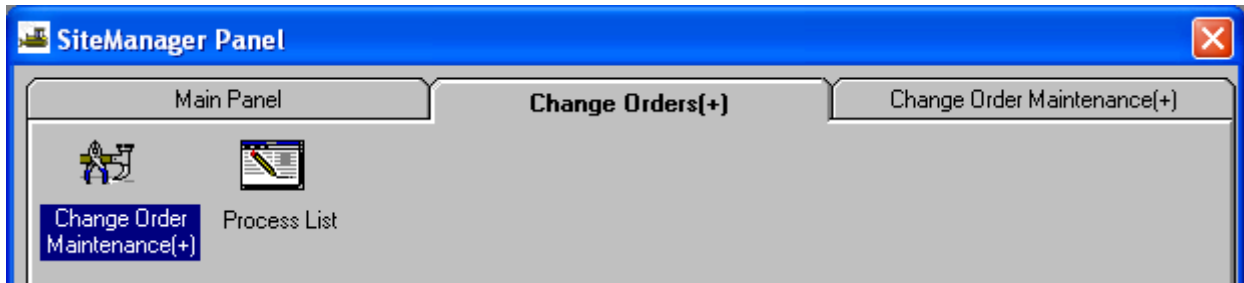 SiteManager Panel
Main Panel
Change Orders(+)
Change Order Maintenance(+)
Change Order
Maintenance(+)
Process List